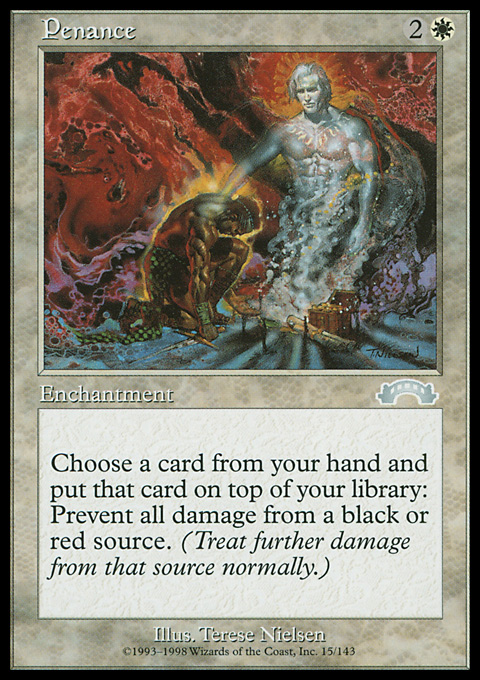 Penance 2
Enchantment
Choose a card from your hand and
put that card on top of your library:
Prevent all damage from a black or
red source. (Treat further damage
from that source normally.)
Illus. Terese Nielsen
©1993–1998 Wizards of the Coast, Inc. 15/143